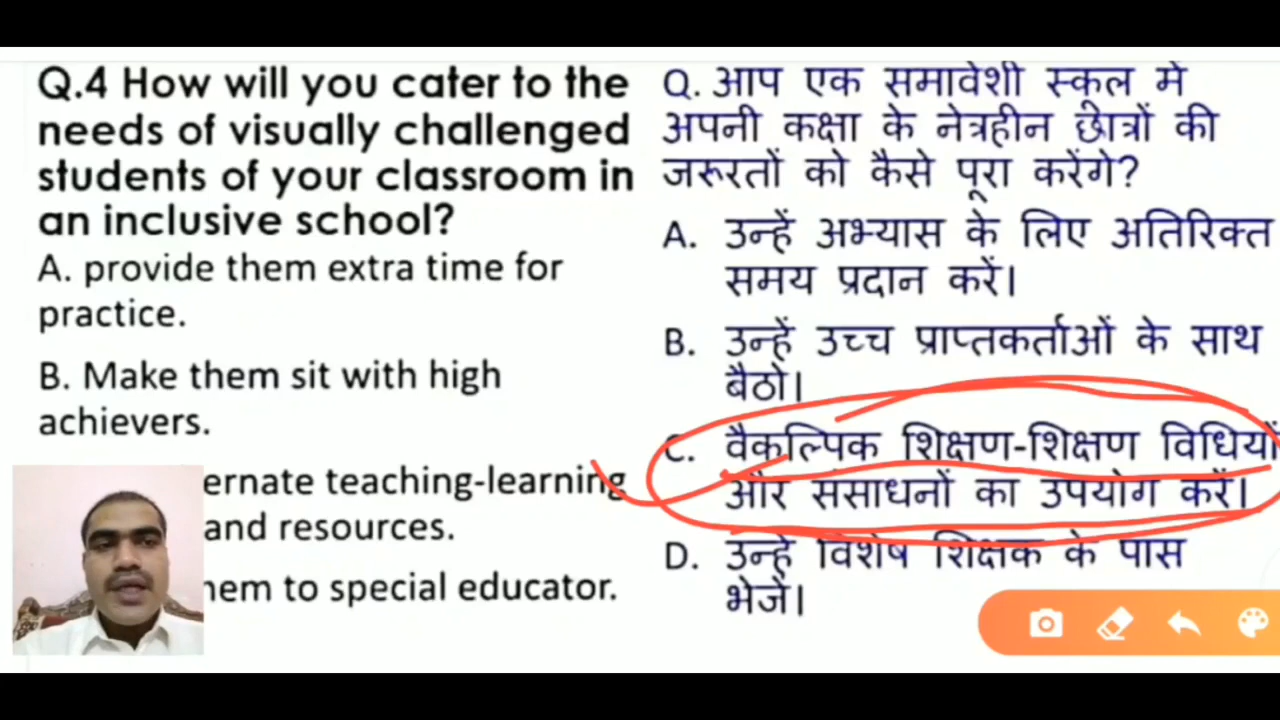 Q.4 How will you cater to the
needs of visually challenged
students of your classroom in
an inclusive school?
A. provide them extra time for
practice.
B. Make them sit with high
achievers.
ernate teaching-learning
and resources.
hem to special educator.
Q. आप एक समावेशी स्कूल मे
अपनी कक्षा के नेत्रहीन छात्रों की
जरूरतों को कैसे पूरा करेंगे?
A. उन्हें अभ्यास के लिए अतिरिक्त
समय प्रदान करें।
B. उन्हें उच्च प्राप्तकर्ताओं के साथ
बैठो।
C. वैकल्पिक शिक्षण-शिक्षण विधियों
और संसाधनों का उपयोग करें।
D. उन्हें विशेष शिक्षक के पास
भेजें।